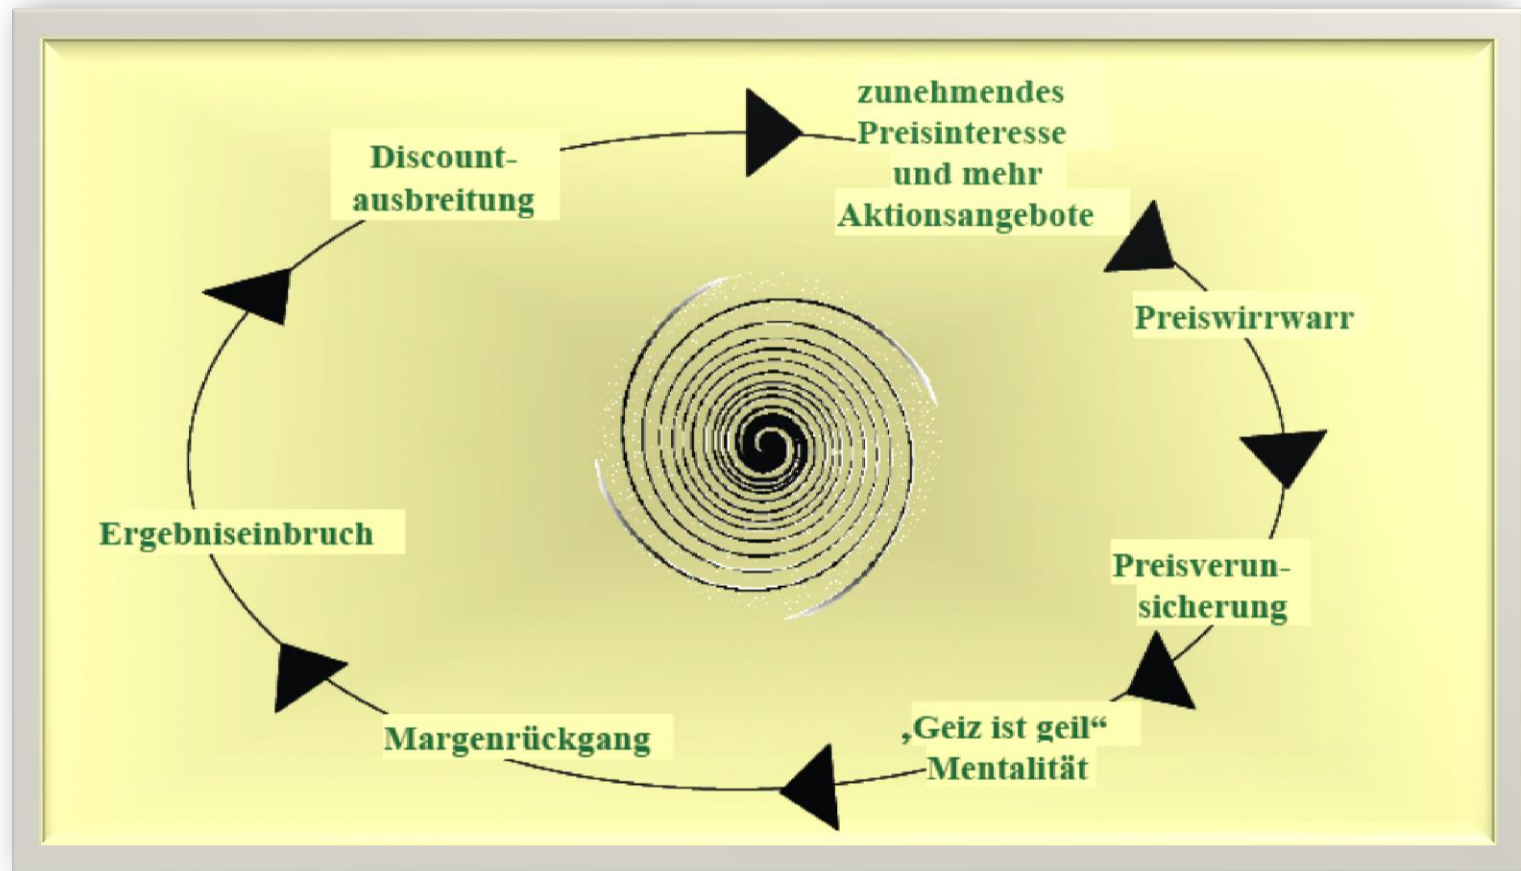 zunehmendes
Preisinteresse
und mehr
Aktionsangebote
Discount-
ausbreitung
Preiswirrwarr
Preisverun-
sicherung
„Geiz ist geil“
Mentalität
Margenrückgang
Ergebniseinbruch